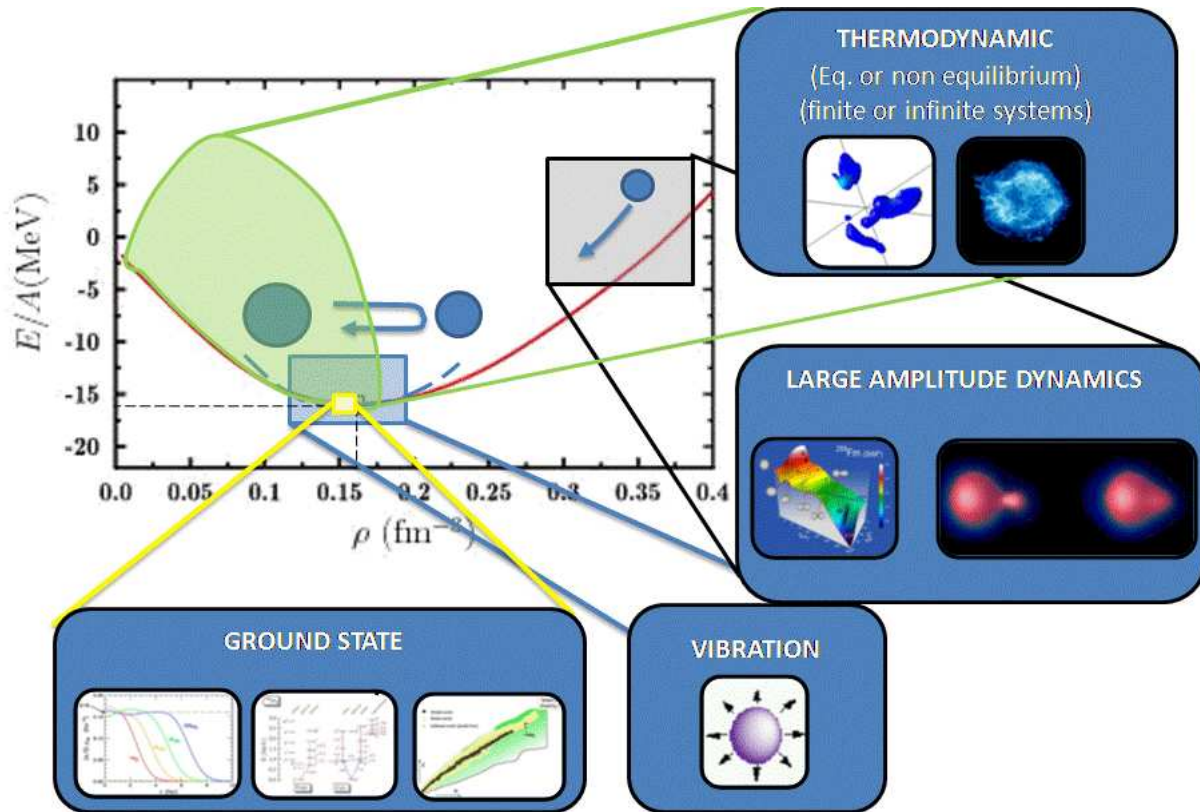 THERMODYNAMIC
(Eq. or non equilibrium)
(finite or infinite systems)
10
5
0
-5
-10
-15
-20
E/A(MeV)
0.0 0.05 0.1 0.15 0.2 0.25 0.3 0.35 0.4
ρ (fm⁻³)
LARGE AMPLITUDE DYNAMICS
GROUND STATE
VIBRATION